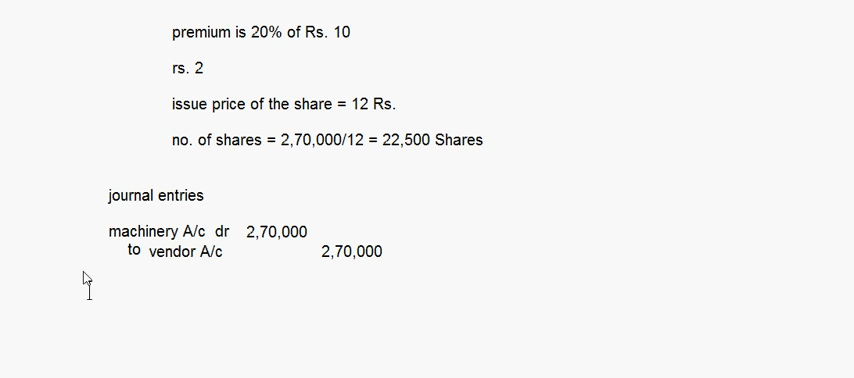 premium is 20% of Rs. 10
rs. 2
issue price of the share = 12 Rs.
no. of shares = 2,70,000/12 = 22,500 Shares
journal entries
machinery A/c dr 2,70,000
to vendor A/c 2,70,000